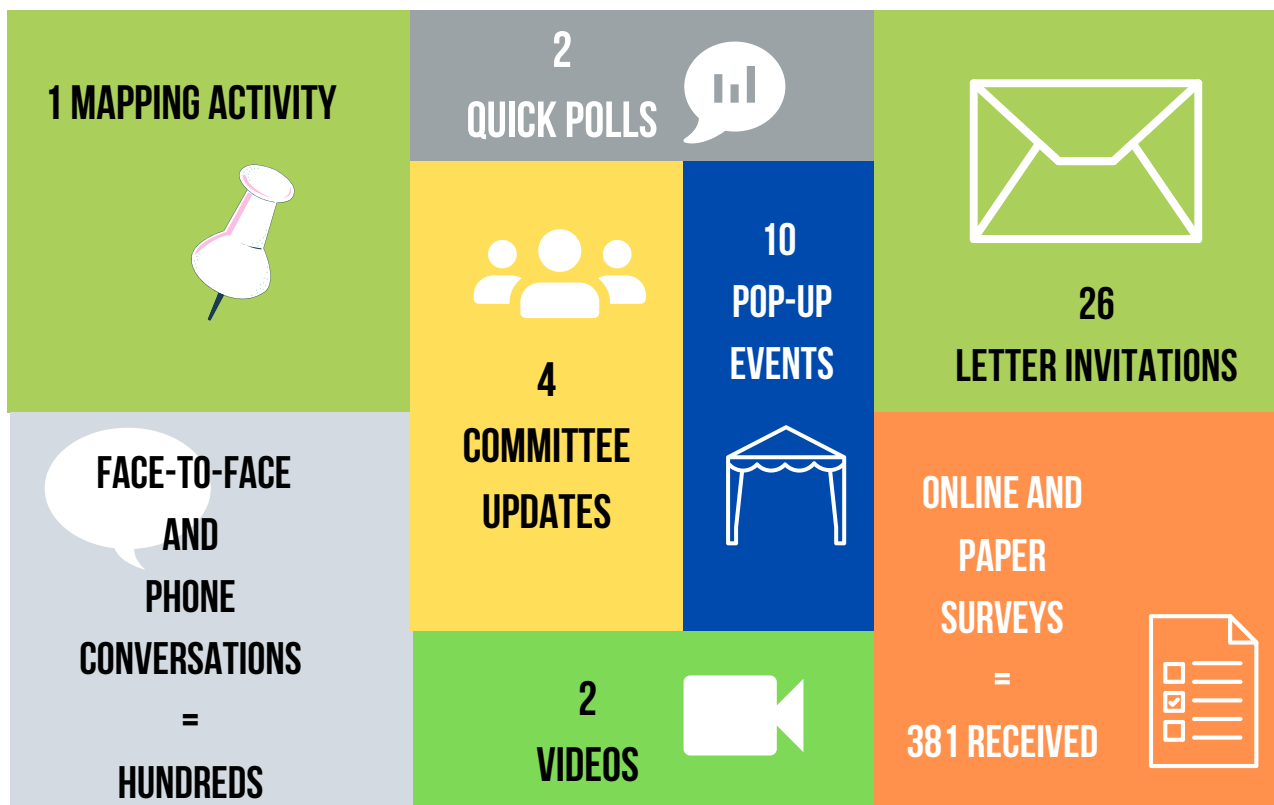 1 MAPPING ACTIVITY
2
QUICK POLLS
26
LETTER INVITATIONS
4
COMMITTEE
UPDATES
10
POP-UP
EVENTS
FACE-TO-FACE
AND
PHONE
CONVERSATIONS
=
HUNDREDS
2
VIDEOS
ONLINE AND
PAPER
SURVEYS
=
381 RECEIVED